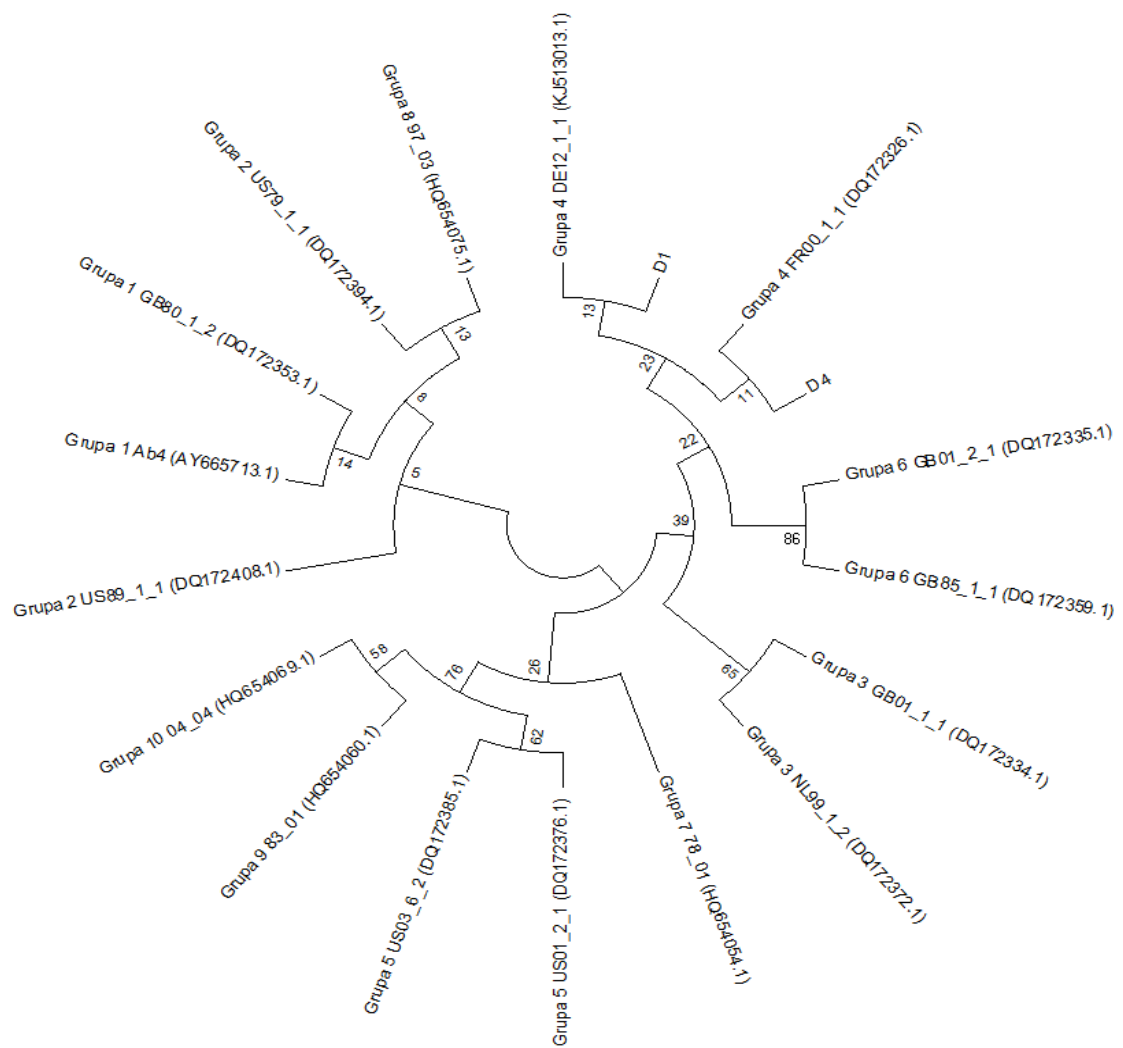 Grupa 4 DE12_1_1 (KJ513013.1)
D1
Grupa 4 FR00_1_1 (DQ172326.1)
D4
Grupa 6 GB01_2_1 (DQ172335.1)
Grupa 6 GB85_1_1 (DQ172359.1)
Grupa 3 GB01_1_1 (DQ172334.1)
Grupa 3 NL99_1_2 (DQ172372.1)
Grupa 7 78_01 (HQ654054.1)
Grupa 5 US01_2_1 (DQ172376.1)
Grupa 5 US03_6_2 (DQ172385.1)
Grupa 9 83_01 (HQ654060.1)
Grupa 10 04_04 (HQ654069.1)
Grupa 2 US89_1_1 (DQ172408.1)
Grupa 1 Ab4 (AY665713.1)
Grupa 1 GB80_1_2 (DQ172353.1)
Grupa 2 US79_1_1 (DQ172394.1)
Grupa 8 97_03 (HQ654075.1)
13
11
23
22
86
39
65
26
76
62
58
5
14
8
13